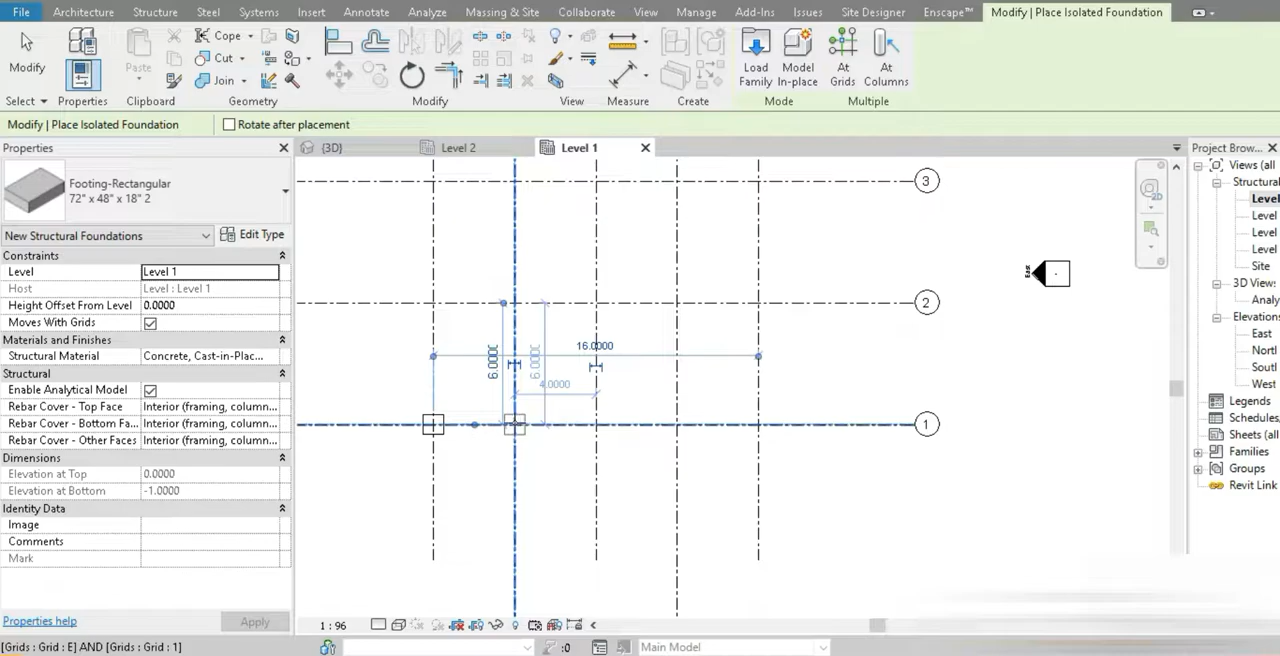 File Architecture Structure Steel Systems Insert Annotate Analyze Massing & Site Collaborate View Manage Add-Ins Issues Site Designer Enscape™ Modify | Place Isolated Foundation
Modify
Paste
Cope
Cut
Join
Load Family
Model In-place
At Grids
At Columns
Select Properties Clipboard Geometry Modify View Measure Create Mode Multiple
Modify | Place Isolated Foundation Rotate after placement
Properties
{3D} Level 2 Level 1
Project Brow...
Footing-Rectangular
72" x 48" x 18" 2
New Structural Foundations Edit Type
Constraints
Level Level 1
Host Level : Level 1
Height Offset From Level 0.0000
Moves With Grids
Materials and Finishes
Structural Material Concrete, Cast-in-Plac...
Structural
Enable Analytical Model
Rebar Cover - Top Face Interior (framing, column...
Rebar Cover - Bottom Fa... Interior (framing, column...
Rebar Cover - Other Faces Interior (framing, column...
Dimensions
Elevation at Top 0.0000
Elevation at Bottom -1.0000
Identity Data
Image
Comments
Mark
Properties help Apply
3
2
1
16.0000
6.0000
6.0000
4.0000
East
2D
Views (all
Structura
Level
Level
Level
Level
Site
3D View:
Analy
Elevations
East
Nortl
Soutl
West
Legends
Schedules,
Sheets (all
Families
Groups
Revit Link
1 : 96
[Grids : Grid : E] AND [Grids : Grid : 1] :0 Main Model